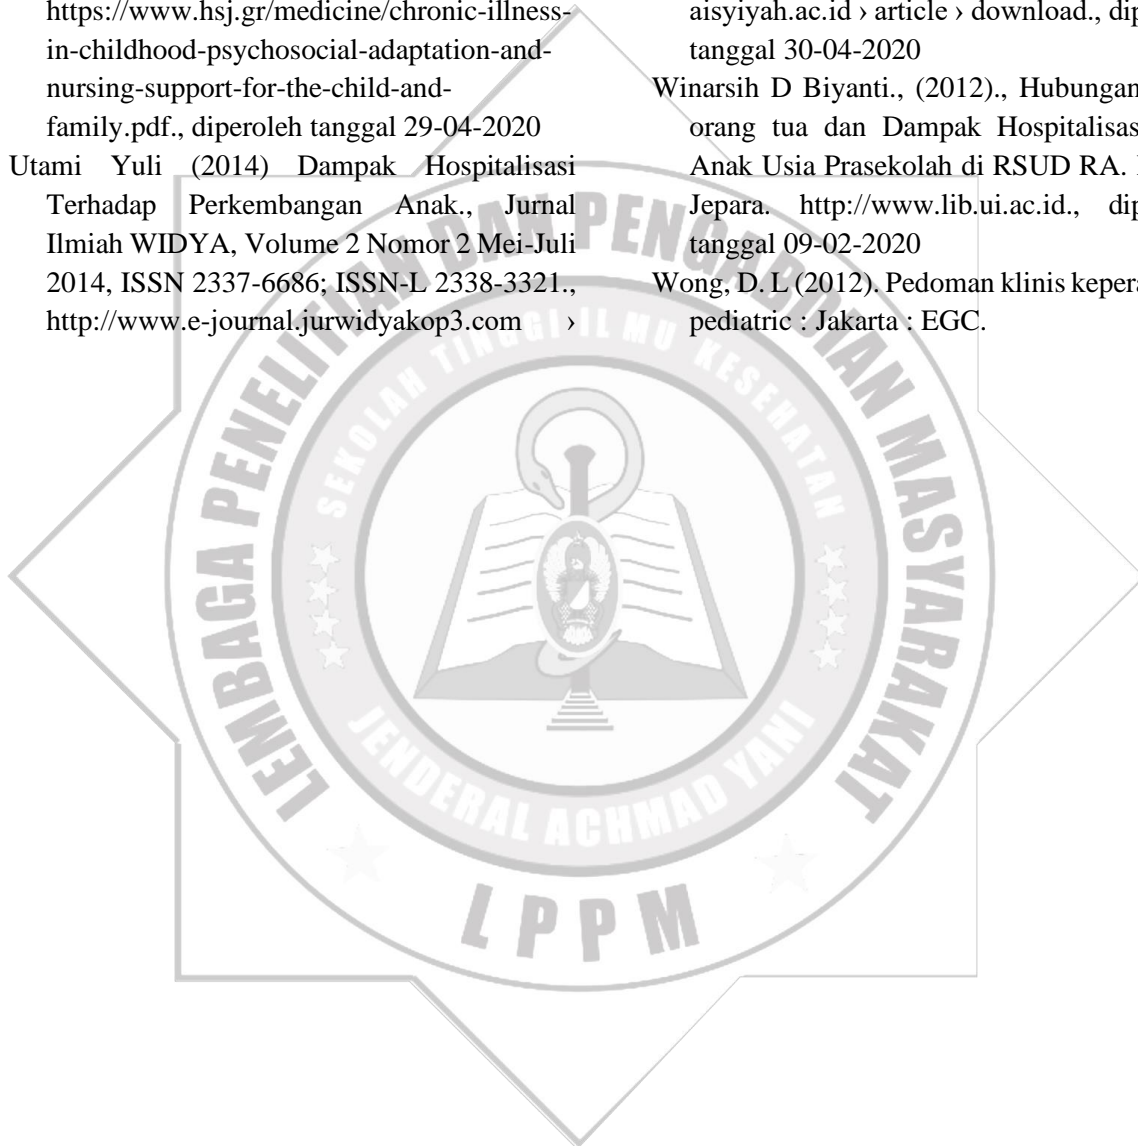 https://www.hsj.gr/medicine/chronic-illness-
in-childhood-psychosocial-adaptation-and-
nursing-support-for-the-child-and-
family.pdf., diperoleh tanggal 29-04-2020
Utami Yuli (2014) Dampak Hospitalisasi
Terhadap Perkembangan Anak., Jurnal
Ilmiah WIDYA, Volume 2 Nomor 2 Mei-Juli
2014, ISSN 2337-6686; ISSN-L 2338-3321.,
http://www.e-journal.jurwidyakop3.com ›
aisyiyah.ac.id › article › download.,
tanggal 30-04-2020
Winarsih D Biyanti., (2012)., Hubungan
orang tua dan Dampak
Anak Usia Prasekolah di RSUD RA.
Jepara. http://www.lib.ui.ac.id.,
tanggal 09-02-2020
Wong, D. L (2012). Pedoman klinis
pediatric : Jakarta : EGC.
LEMBAGA PENELITIAN DAN PENGABDIAN MASYARAKAT
SEKOLAH TINGGI ILMU KESEHATAN
JENDERAL ACHMAD YANI
LPPM